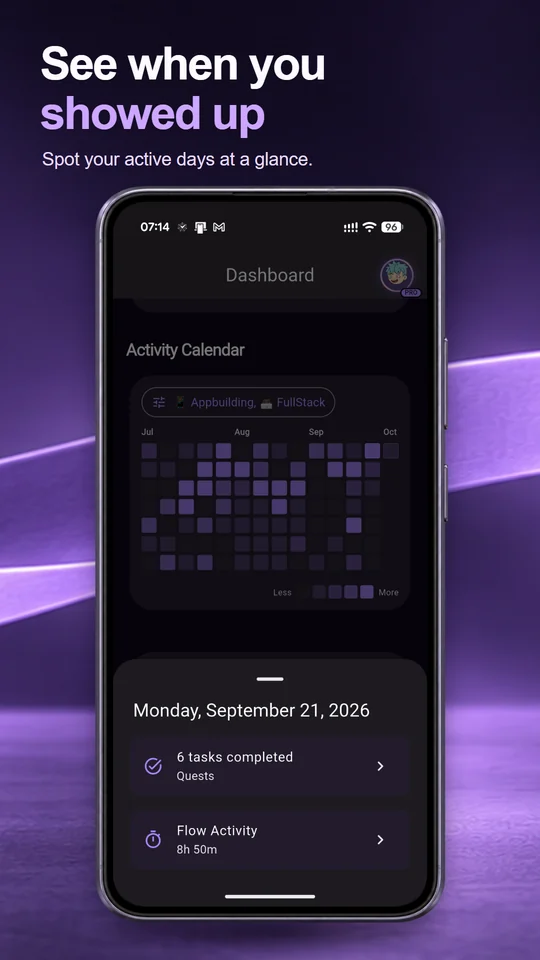 See when you
showed up
Spot your active days at a glance.
07:14
96
Dashboard
PRO
Activity Calendar
Appbuilding, FullStack
Jul Aug Sep Oct
Less More
Monday, September 21, 2026
6 tasks completed
Quests
Flow Activity
8h 50m